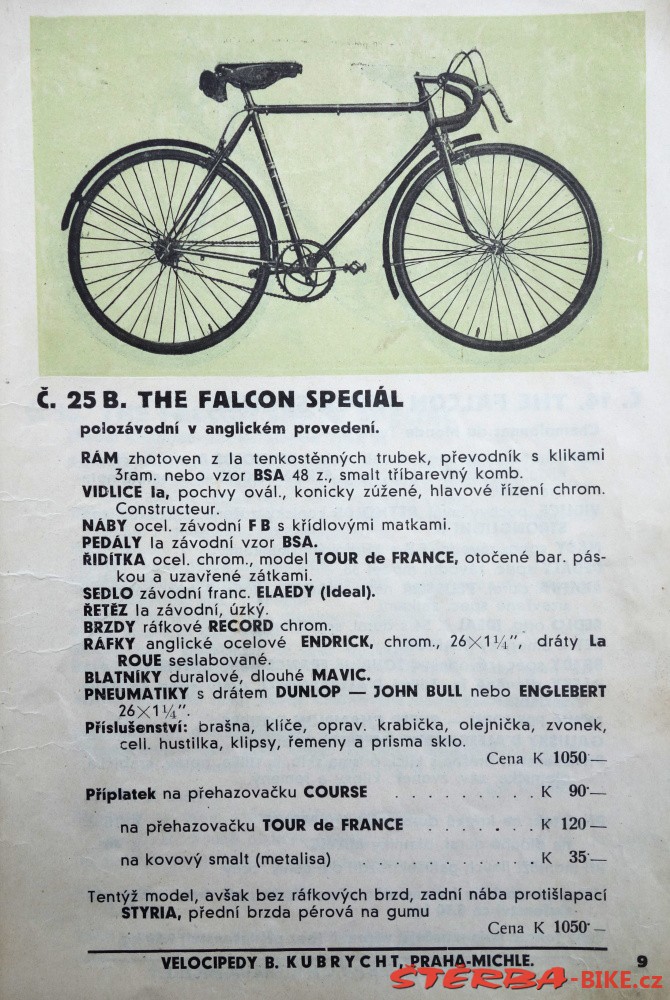 Č. 25 B. THE FALCON SPECIÁL
polozávodní v anglickém provedení.
RÁM zhotoven z Ia tenkostěnných trubek, převodník s klikami
3ram. nebo vzor BSA 48 z., smalt tříbarevný komb.
VIDLICE Ia, pochvy ovál., konicky zúžené, hlavové řízení chrom.
Constructeur.
NÁBY ocel. závodní F B s křídlovými matkami.
PEDÁLY Ia závodní vzor BSA.
ŘIDÍTKA ocel. chrom., model TOUR de FRANCE, otočené bar. pás-
kou a uzavřené zátkami.
SEDLO závodní franc. ELAEDY (Ideal).
ŘETĚZ Ia závodní, úzký.
BRZDY ráfkové RECORD chrom.
RÁFKY anglické ocelové ENDRICK, chrom., 26×1¼", dráty La
ROUE seslabované.
BLATNÍKY duralové, dlouhé MAVIC.
PNEUMATIKY s drátem DUNLOP — JOHN BULL nebo ENGLEBERT
26×1¼".
Příslušenství: brašna, klíče, oprav. krabička, olejnička, zvonek,
cell. hustilka, klipsy, řemeny a prisma sklo.
Cena K 1050·—
Příplatek na přehazovačku COURSE . . . . . . . . . . K 90·—
na přehazovačku TOUR de FRANCE . . . . . . . K 120—
na kovový smalt (metalisa) . . . . . . . . . . . . . K 35·—
Tentýž model, avšak bez ráfkových brzd, zadní nába protišlapací
STYRIA, přední brzda pérová na gumu
Cena K 1050·—
VELOCIPEDY B. KUBRYCHT, PRAHA-MICHLE. 9
ŠTERBA-BIKE.cz